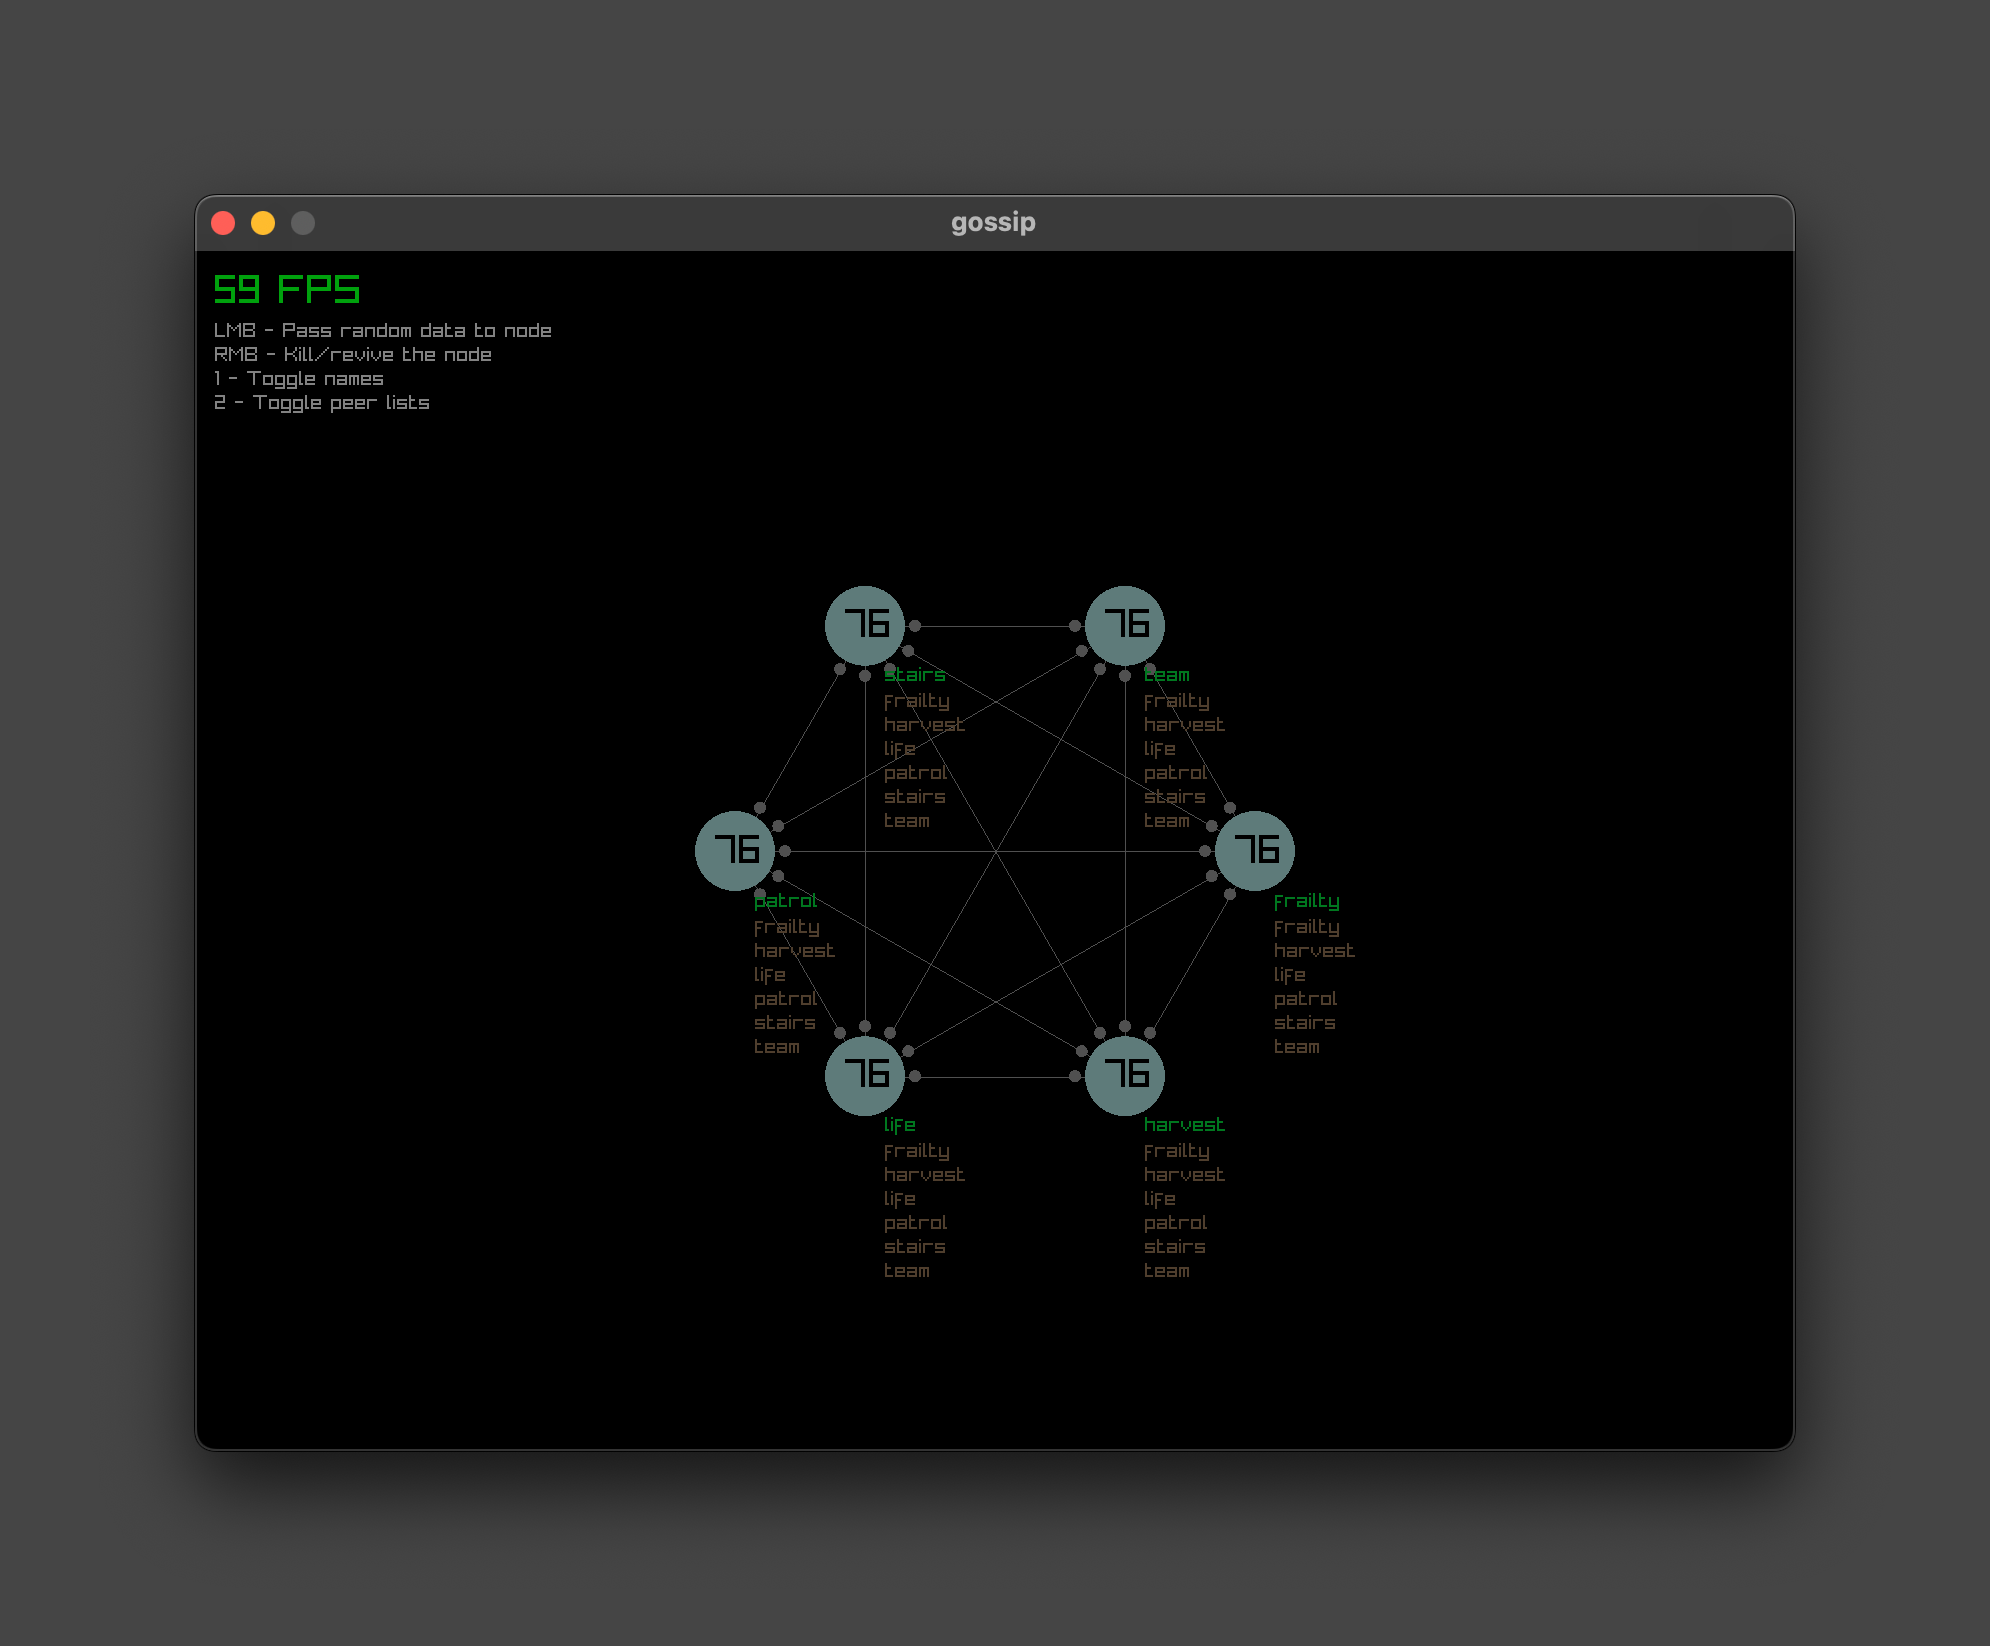 gossip
59 FPS
LMB - Pass random data to node
RMB - Kill/revive the node
1 - Toggle names
2 - Toggle peer lists
76
stairs
frailty
harvest
life
patrol
stairs
team
76
team
frailty
harvest
life
patrol
stairs
team
76
patrol
frailty
harvest
life
patrol
stairs
team
76
frailty
frailty
harvest
life
patrol
stairs
team
76
life
frailty
harvest
life
patrol
stairs
team
76
harvest
frailty
harvest
life
patrol
stairs
team